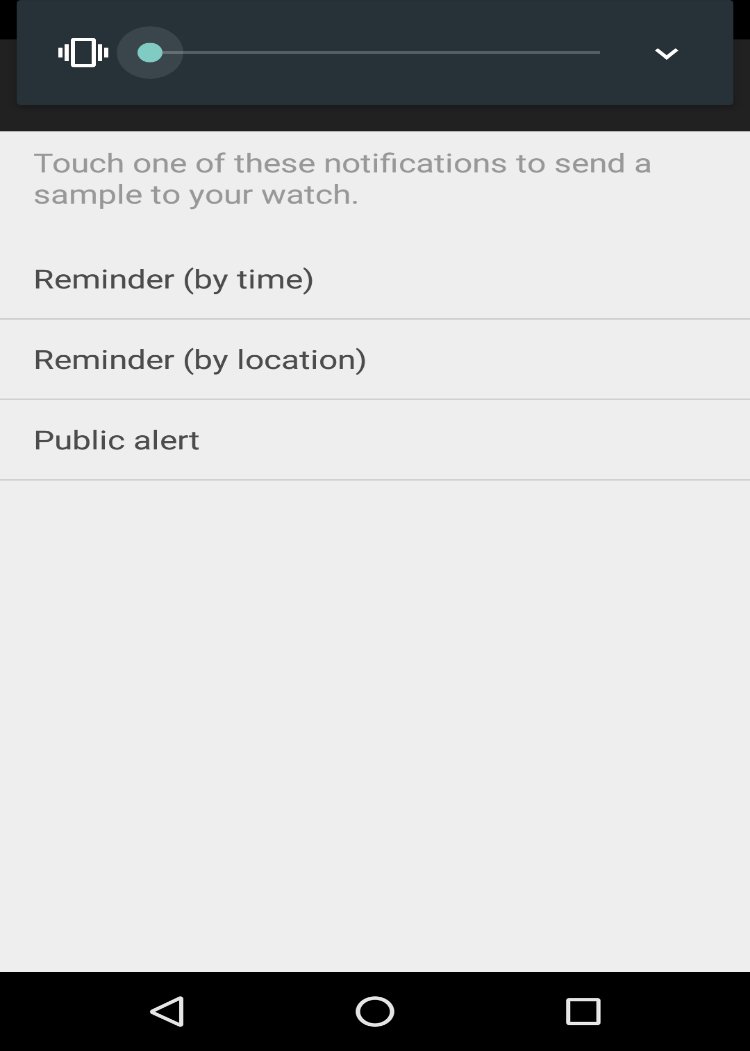 Touch one of these notifications to send a
sample to your watch.
Reminder (by time)
Reminder (by location)
Public alert